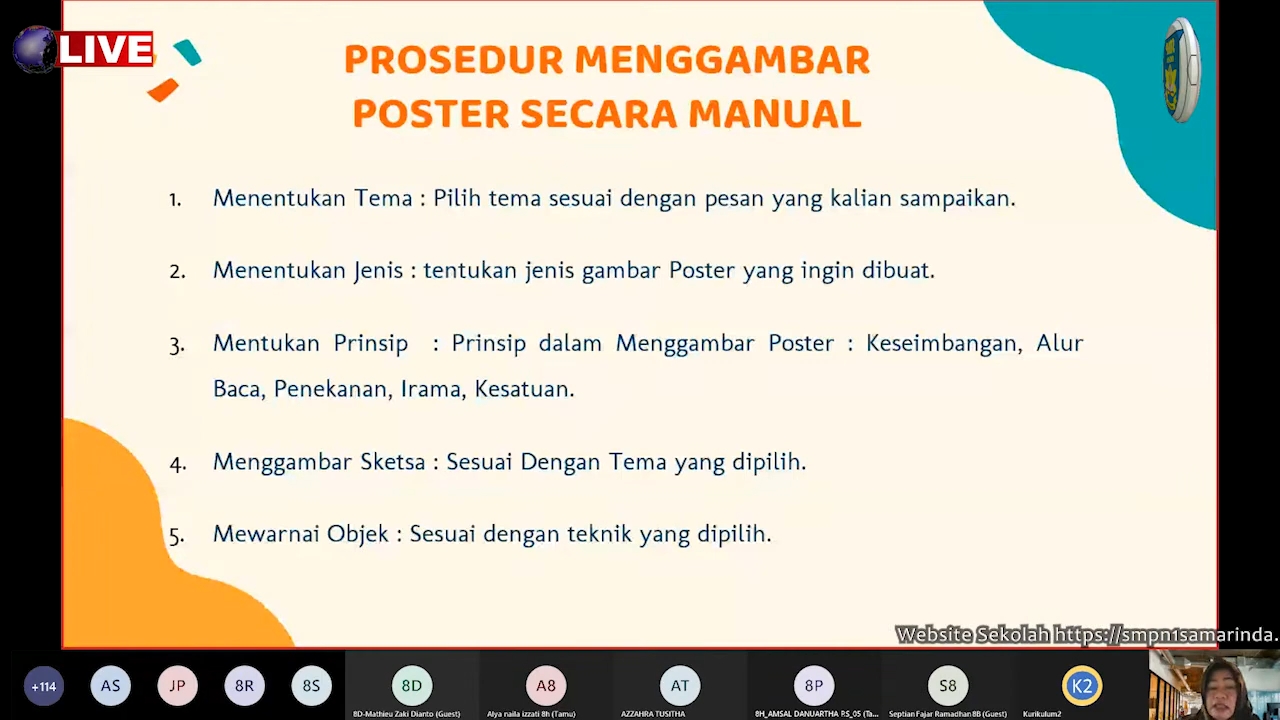 LIVE
PROSEDUR MENGGAMBAR
POSTER SECARA MANUAL
1. Menentukan Tema : Pilih tema sesuai dengan pesan yang kalian sampaikan.
2. Menentukan Jenis : tentukan jenis gambar Poster yang ingin dibuat.
3. Mentukan Prinsip : Prinsip dalam Menggambar Poster : Keseimbangan, Alur
Baca, Penekanan, Irama, Kesatuan.
4. Menggambar Sketsa : Sesuai Dengan Tema yang dipilih.
5. Mewarnai Objek : Sesuai dengan teknik yang dipilih.
Website Sekolah https://smpn1samarinda.
+114 AS JP 8R 8S 8D A8 AT 8P S8 K2
8D-Mathieu Zaki Dianto (Guest) Alya naila izzati 8h (Tamu) AZZAHRA TUSITHA 8H_AMSAL DANUARTHA P.S_05 (Ta... Septian Fajar Ramadhan 8B (Guest) Kurikulum2